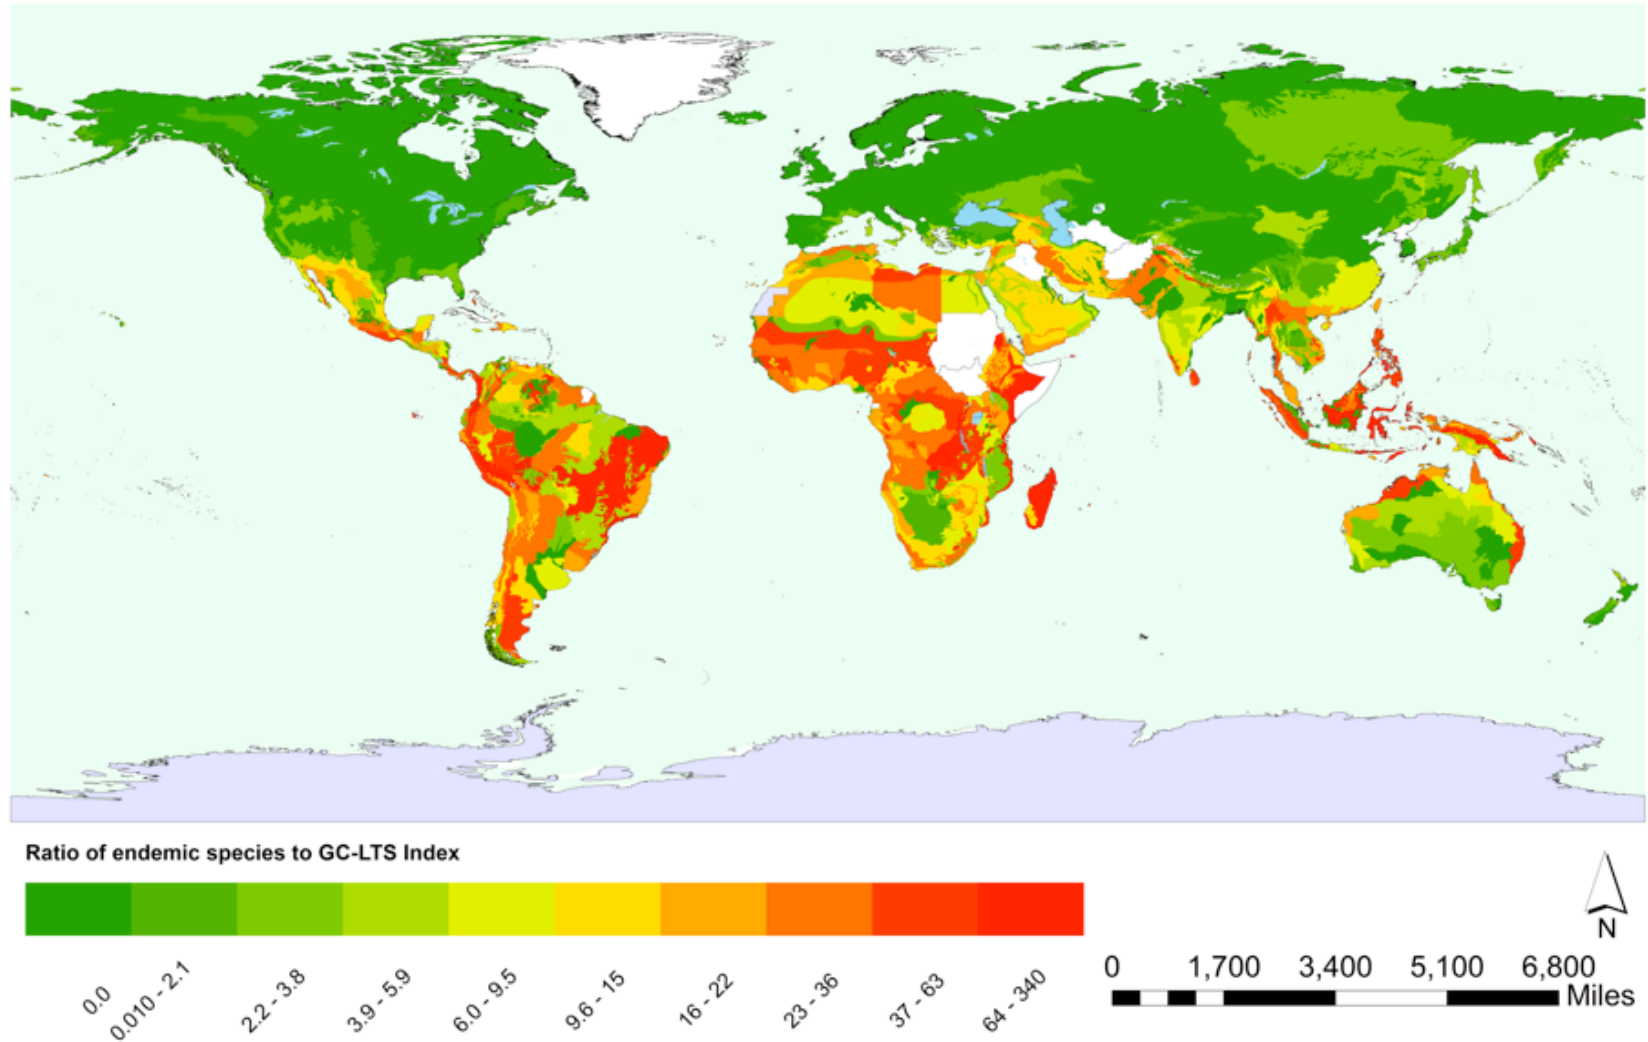 Ratio of endemic species to GC-LTS Index
N
0 1,700 3,400 5,100 6,800
Miles
0.0
0.010 - 2.1
2.2 - 3.8
3.9 - 5.9
6.0 - 9.5
9.6 - 15
16 - 22
23 - 36
37 - 63
64 - 340